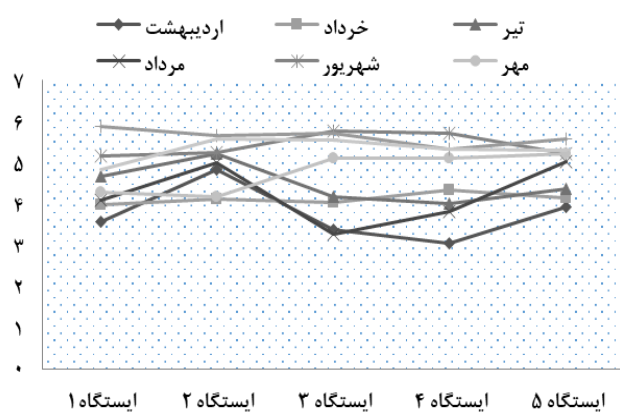 اردیبهشت خرداد تیر
مرداد شهریور مهر
۷
۶
۵
۴
۳
۲
۱
۰
ایستگاه ۱ ایستگاه ۲ ایستگاه ۳ ایستگاه ۴ ایستگاه ۵